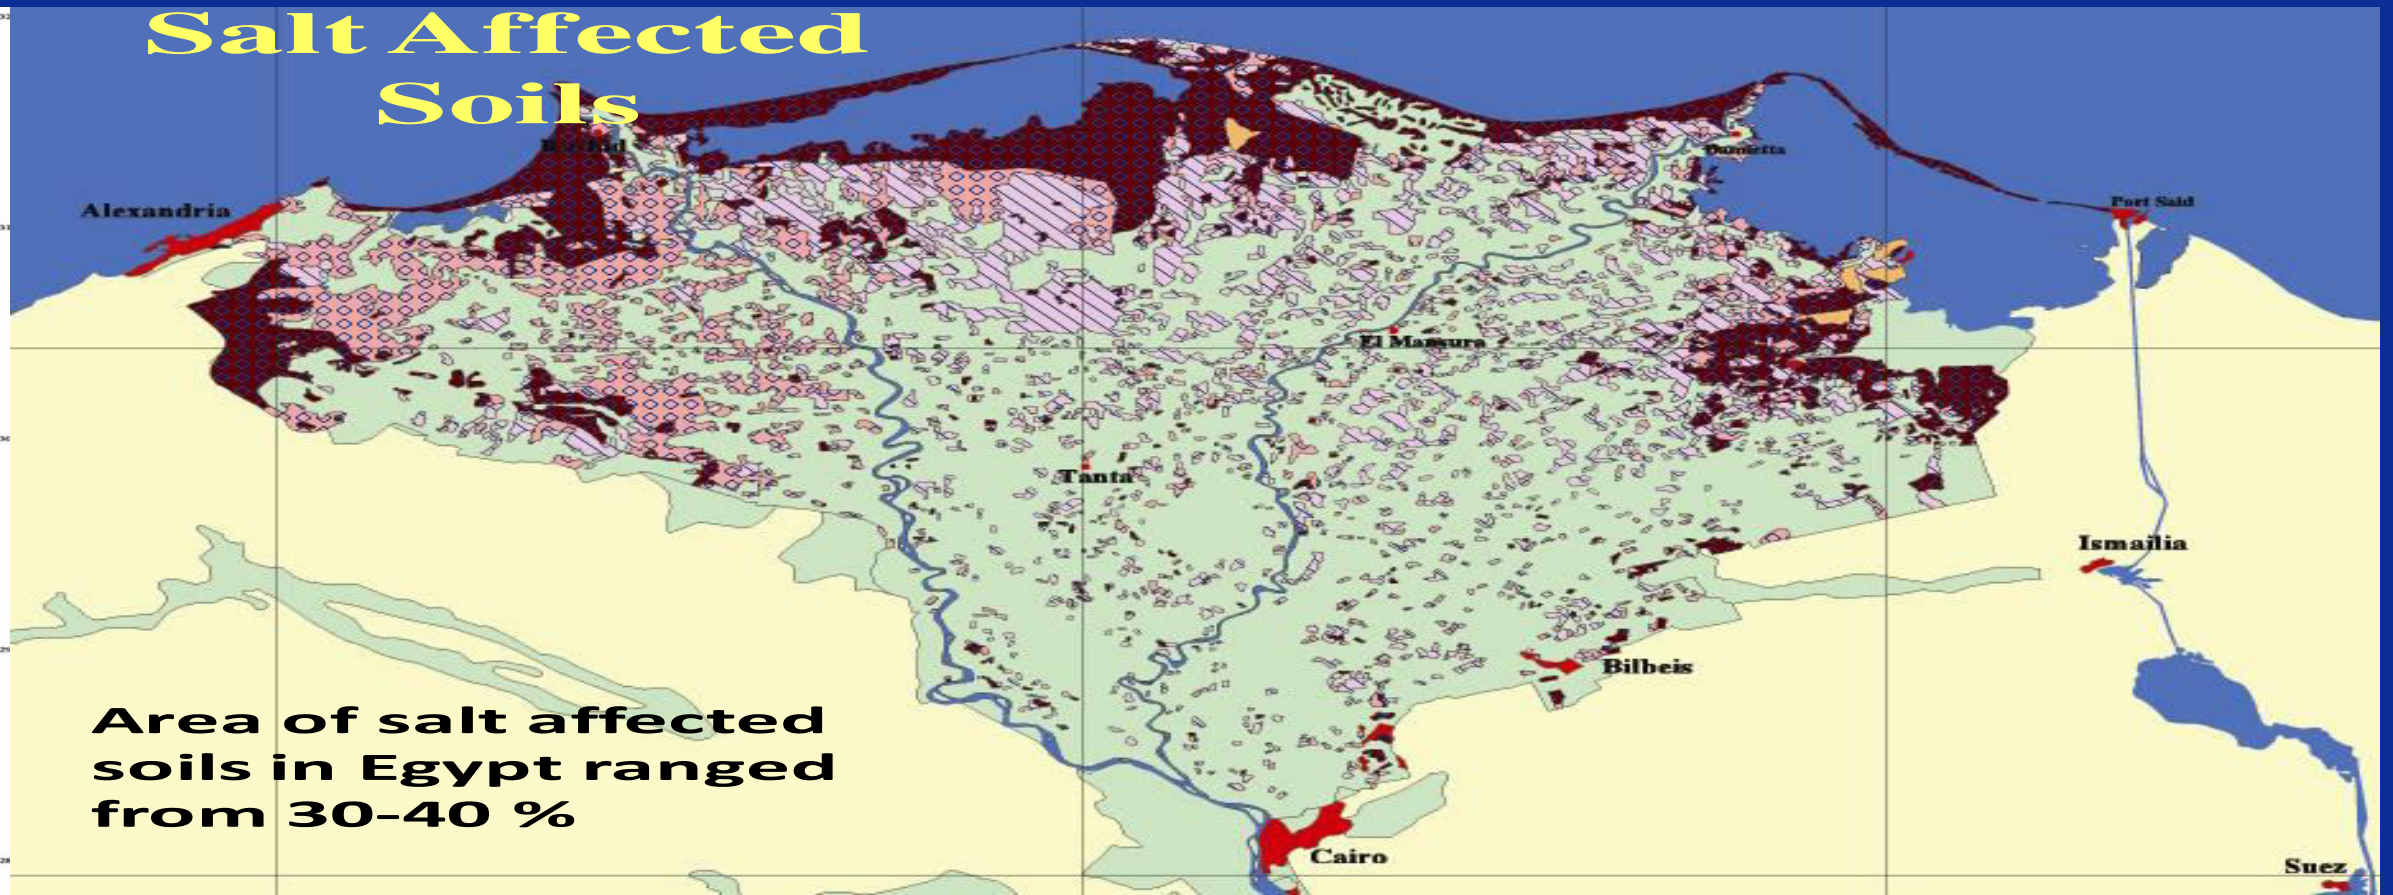 Salt Affected
Soils
Rashid
Damietta
Alexandria
Port Said
El Mansura
Tanta
Ismailia
Bilbeis
Area of salt affected
soils in Egypt ranged
from 30-40 %
Cairo
Suez